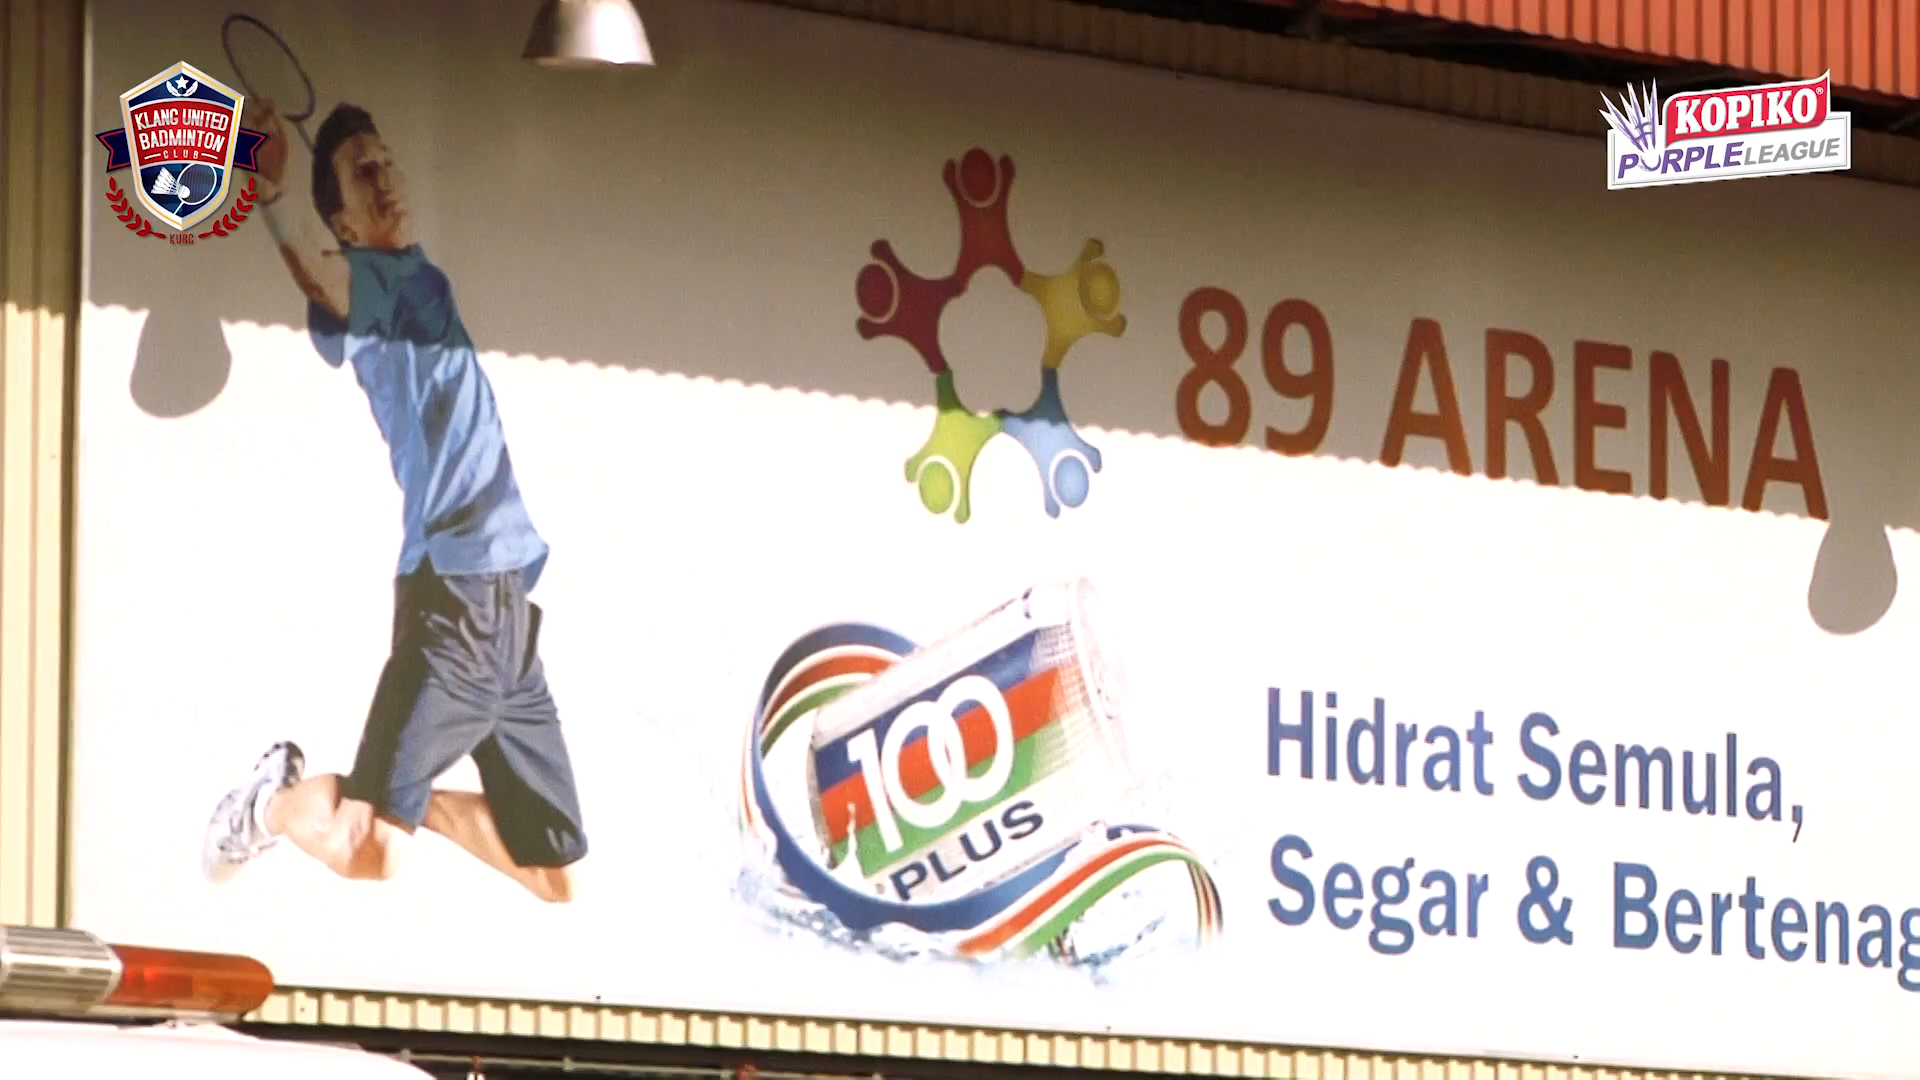 KLANG UNITED
BADMINTON
CLUB
KUBC
KOPIKO®
PURPLE LEAGUE
89 ARENA
100
PLUS
Hidrat Semula,
Segar & Bertenag